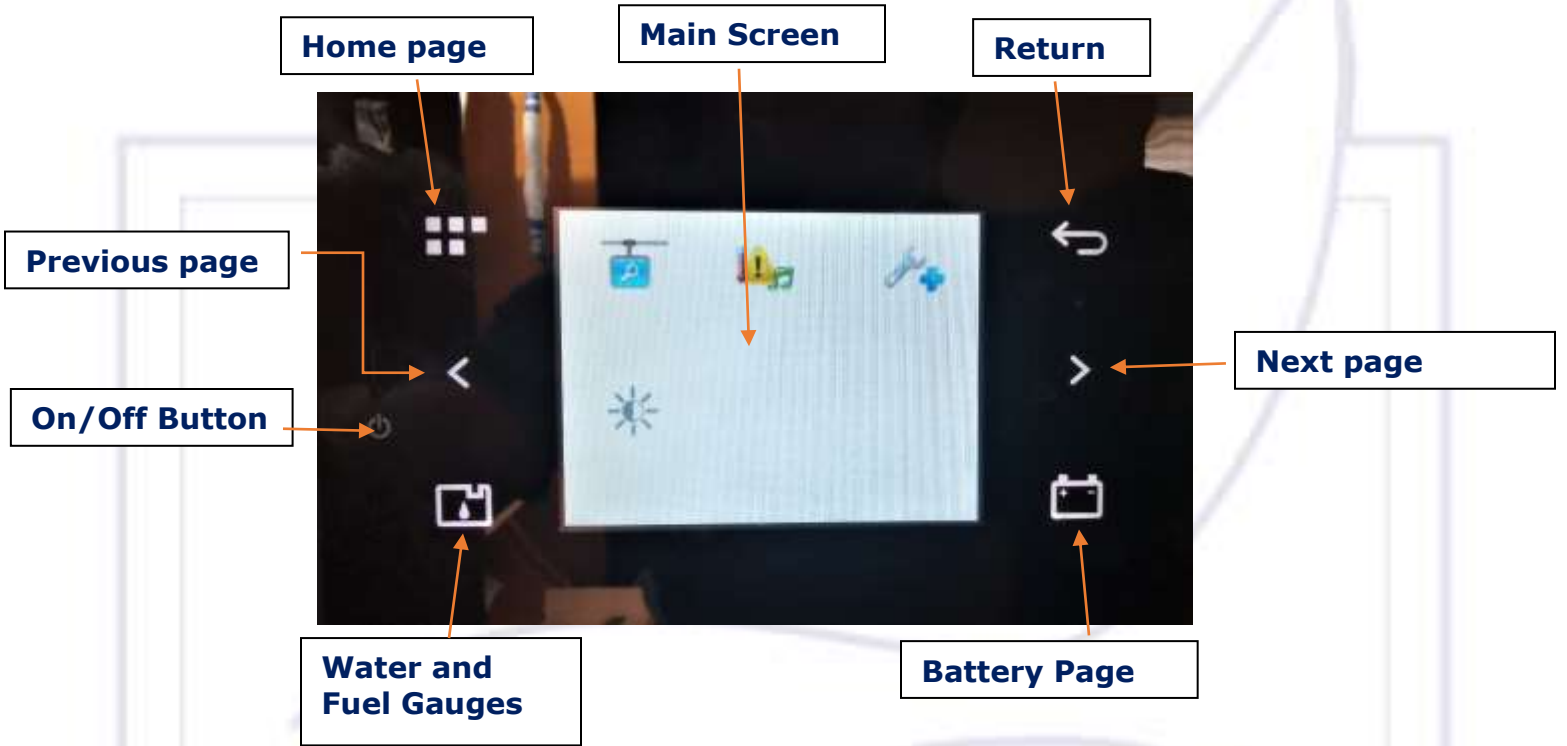 Home page
Main Screen
Return
Previous page
Next page
On/Off Button
Water and
Fuel Gauges
Battery Page